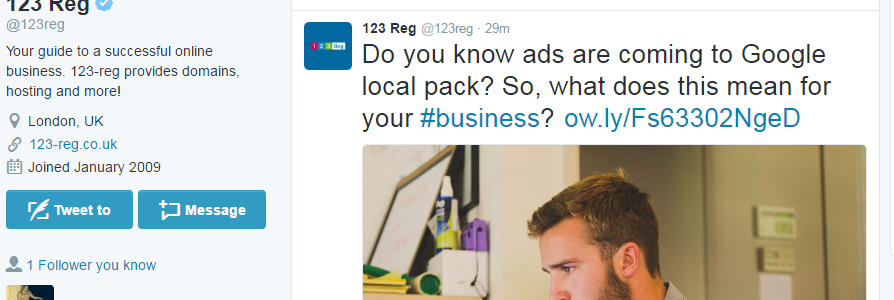 123 Reg
@123reg
Your guide to a successful online
business. 123-reg provides domains,
hosting and more!
London, UK
123-reg.co.uk
Joined January 2009
Tweet to
Message
1 Follower you know
123 Reg @123reg · 29m
123 Reg
Do you know ads are coming to Google
local pack? So, what does this mean for
your #business? ow.ly/Fs63302NgeD